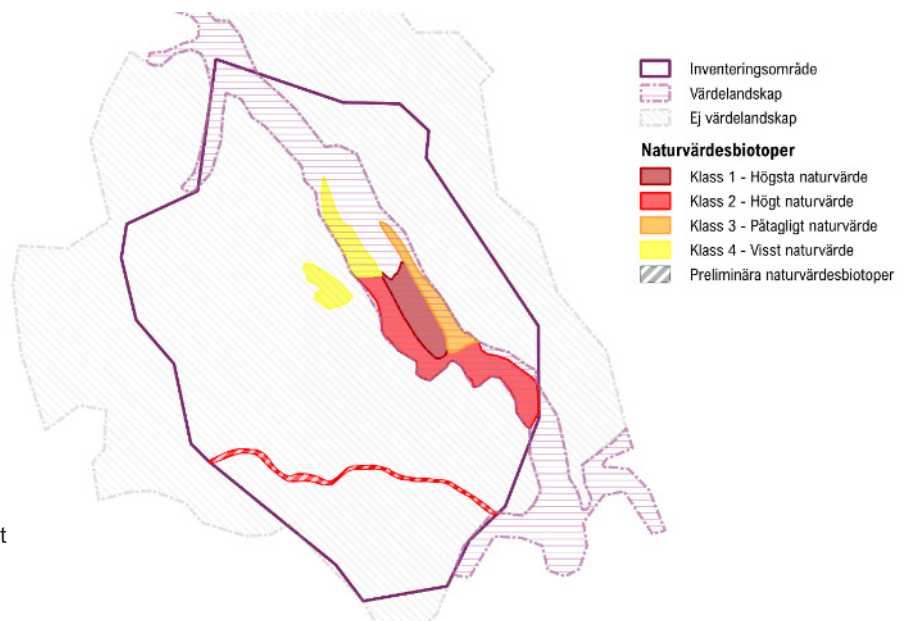 Inventeringsområde
Värdelandskap
Ej värdelandskap
Naturvärdesbiotoper
Klass 1 - Högsta naturvärde
Klass 2 - Högt naturvärde
Klass 3 - Påtagligt naturvärde
Klass 4 - Visst naturvärde
Preliminära naturvärdesbiotoper
t